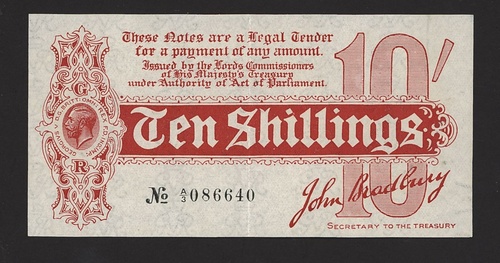 These Notes are a Legal Tender
for a payment of any amount.
Issued by the Lords Commissioners
of His Majesty's Treasury
under Authority of Act of Parliament.
10/
G
R
Ten Shillings.
No A/3 086640
John Bradbury
10
SECRETARY TO THE TREASURY